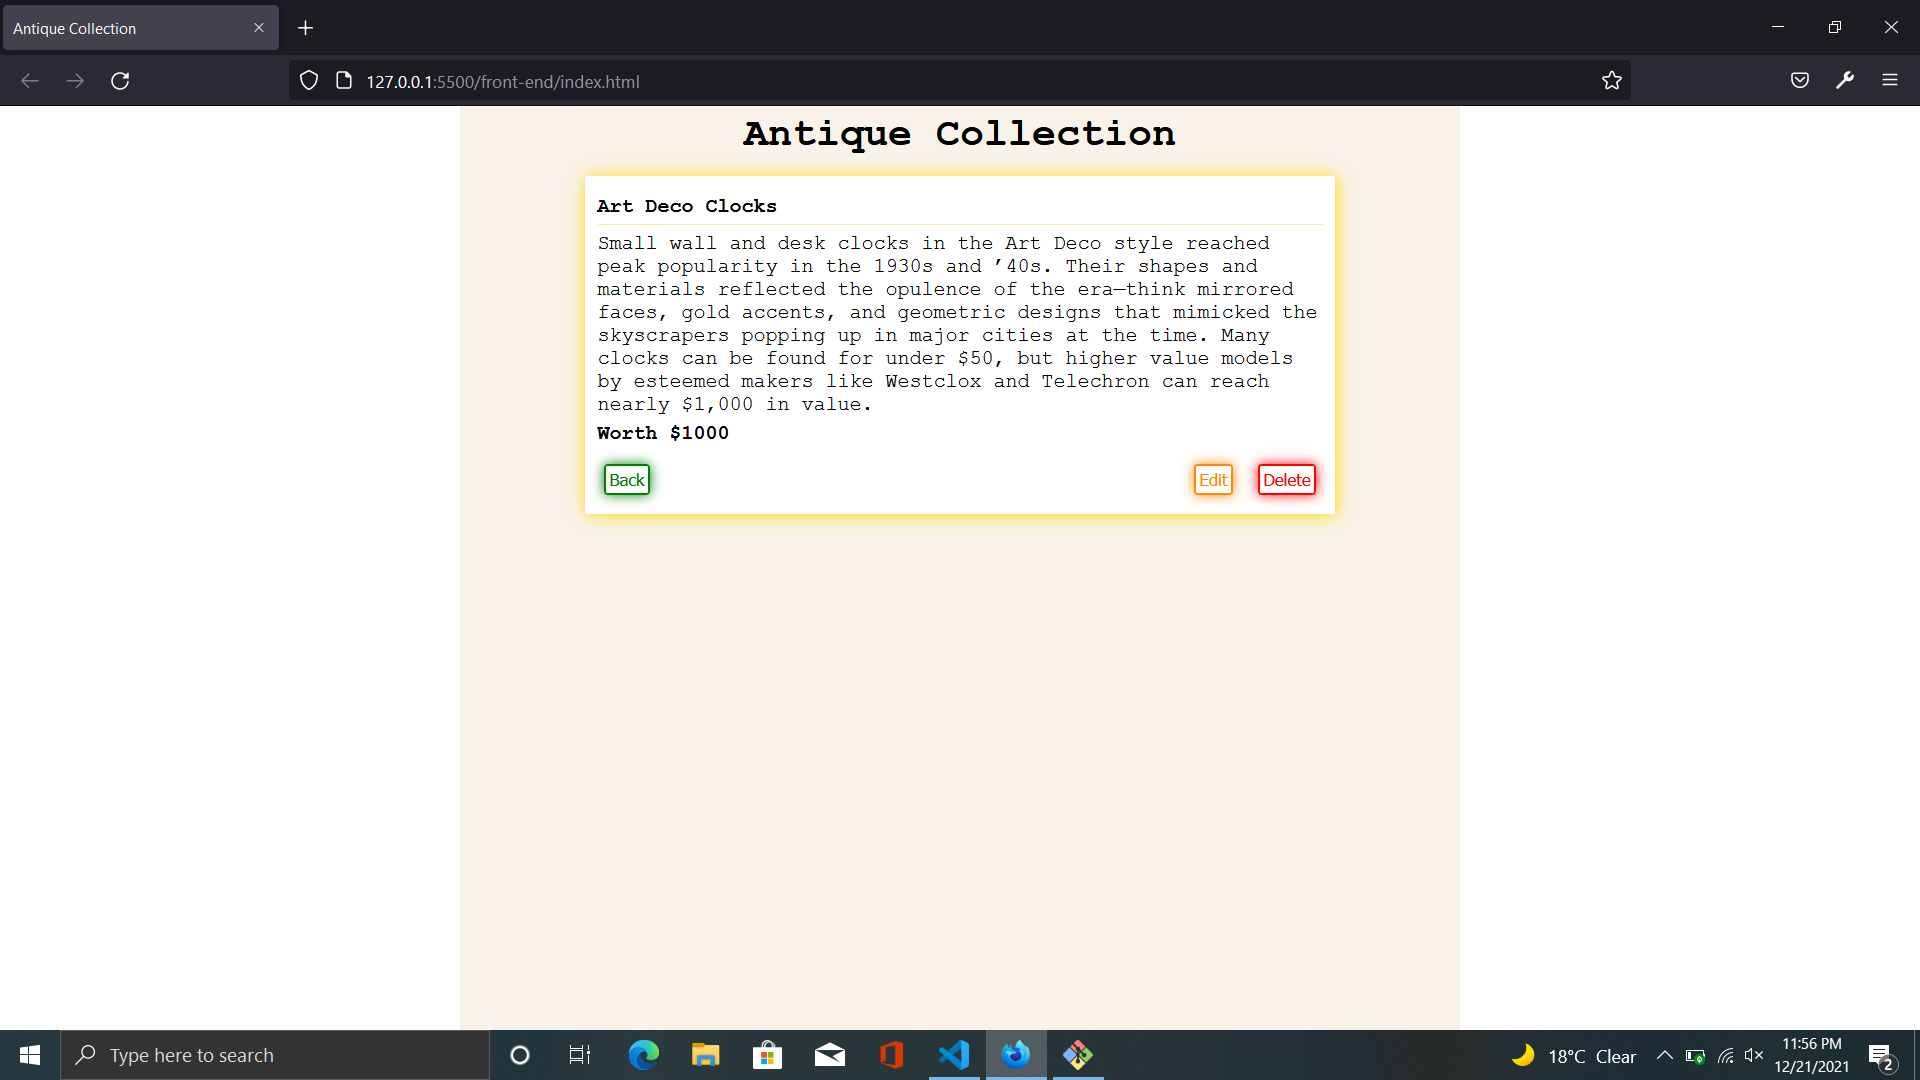 Antique Collection
127.0.0.1:5500/front-end/index.html
Antique Collection
Art Deco Clocks
Small wall and desk clocks in the Art Deco style reached
peak popularity in the 1930s and ’40s. Their shapes and
materials reflected the opulence of the era—think mirrored
faces, gold accents, and geometric designs that mimicked the
skyscrapers popping up in major cities at the time. Many
clocks can be found for under $50, but higher value models
by esteemed makers like Westclox and Telechron can reach
nearly $1,000 in value.
Worth $1000
Back Edit Delete
Type here to search
18°C Clear
11:56 PM
12/21/2021
2